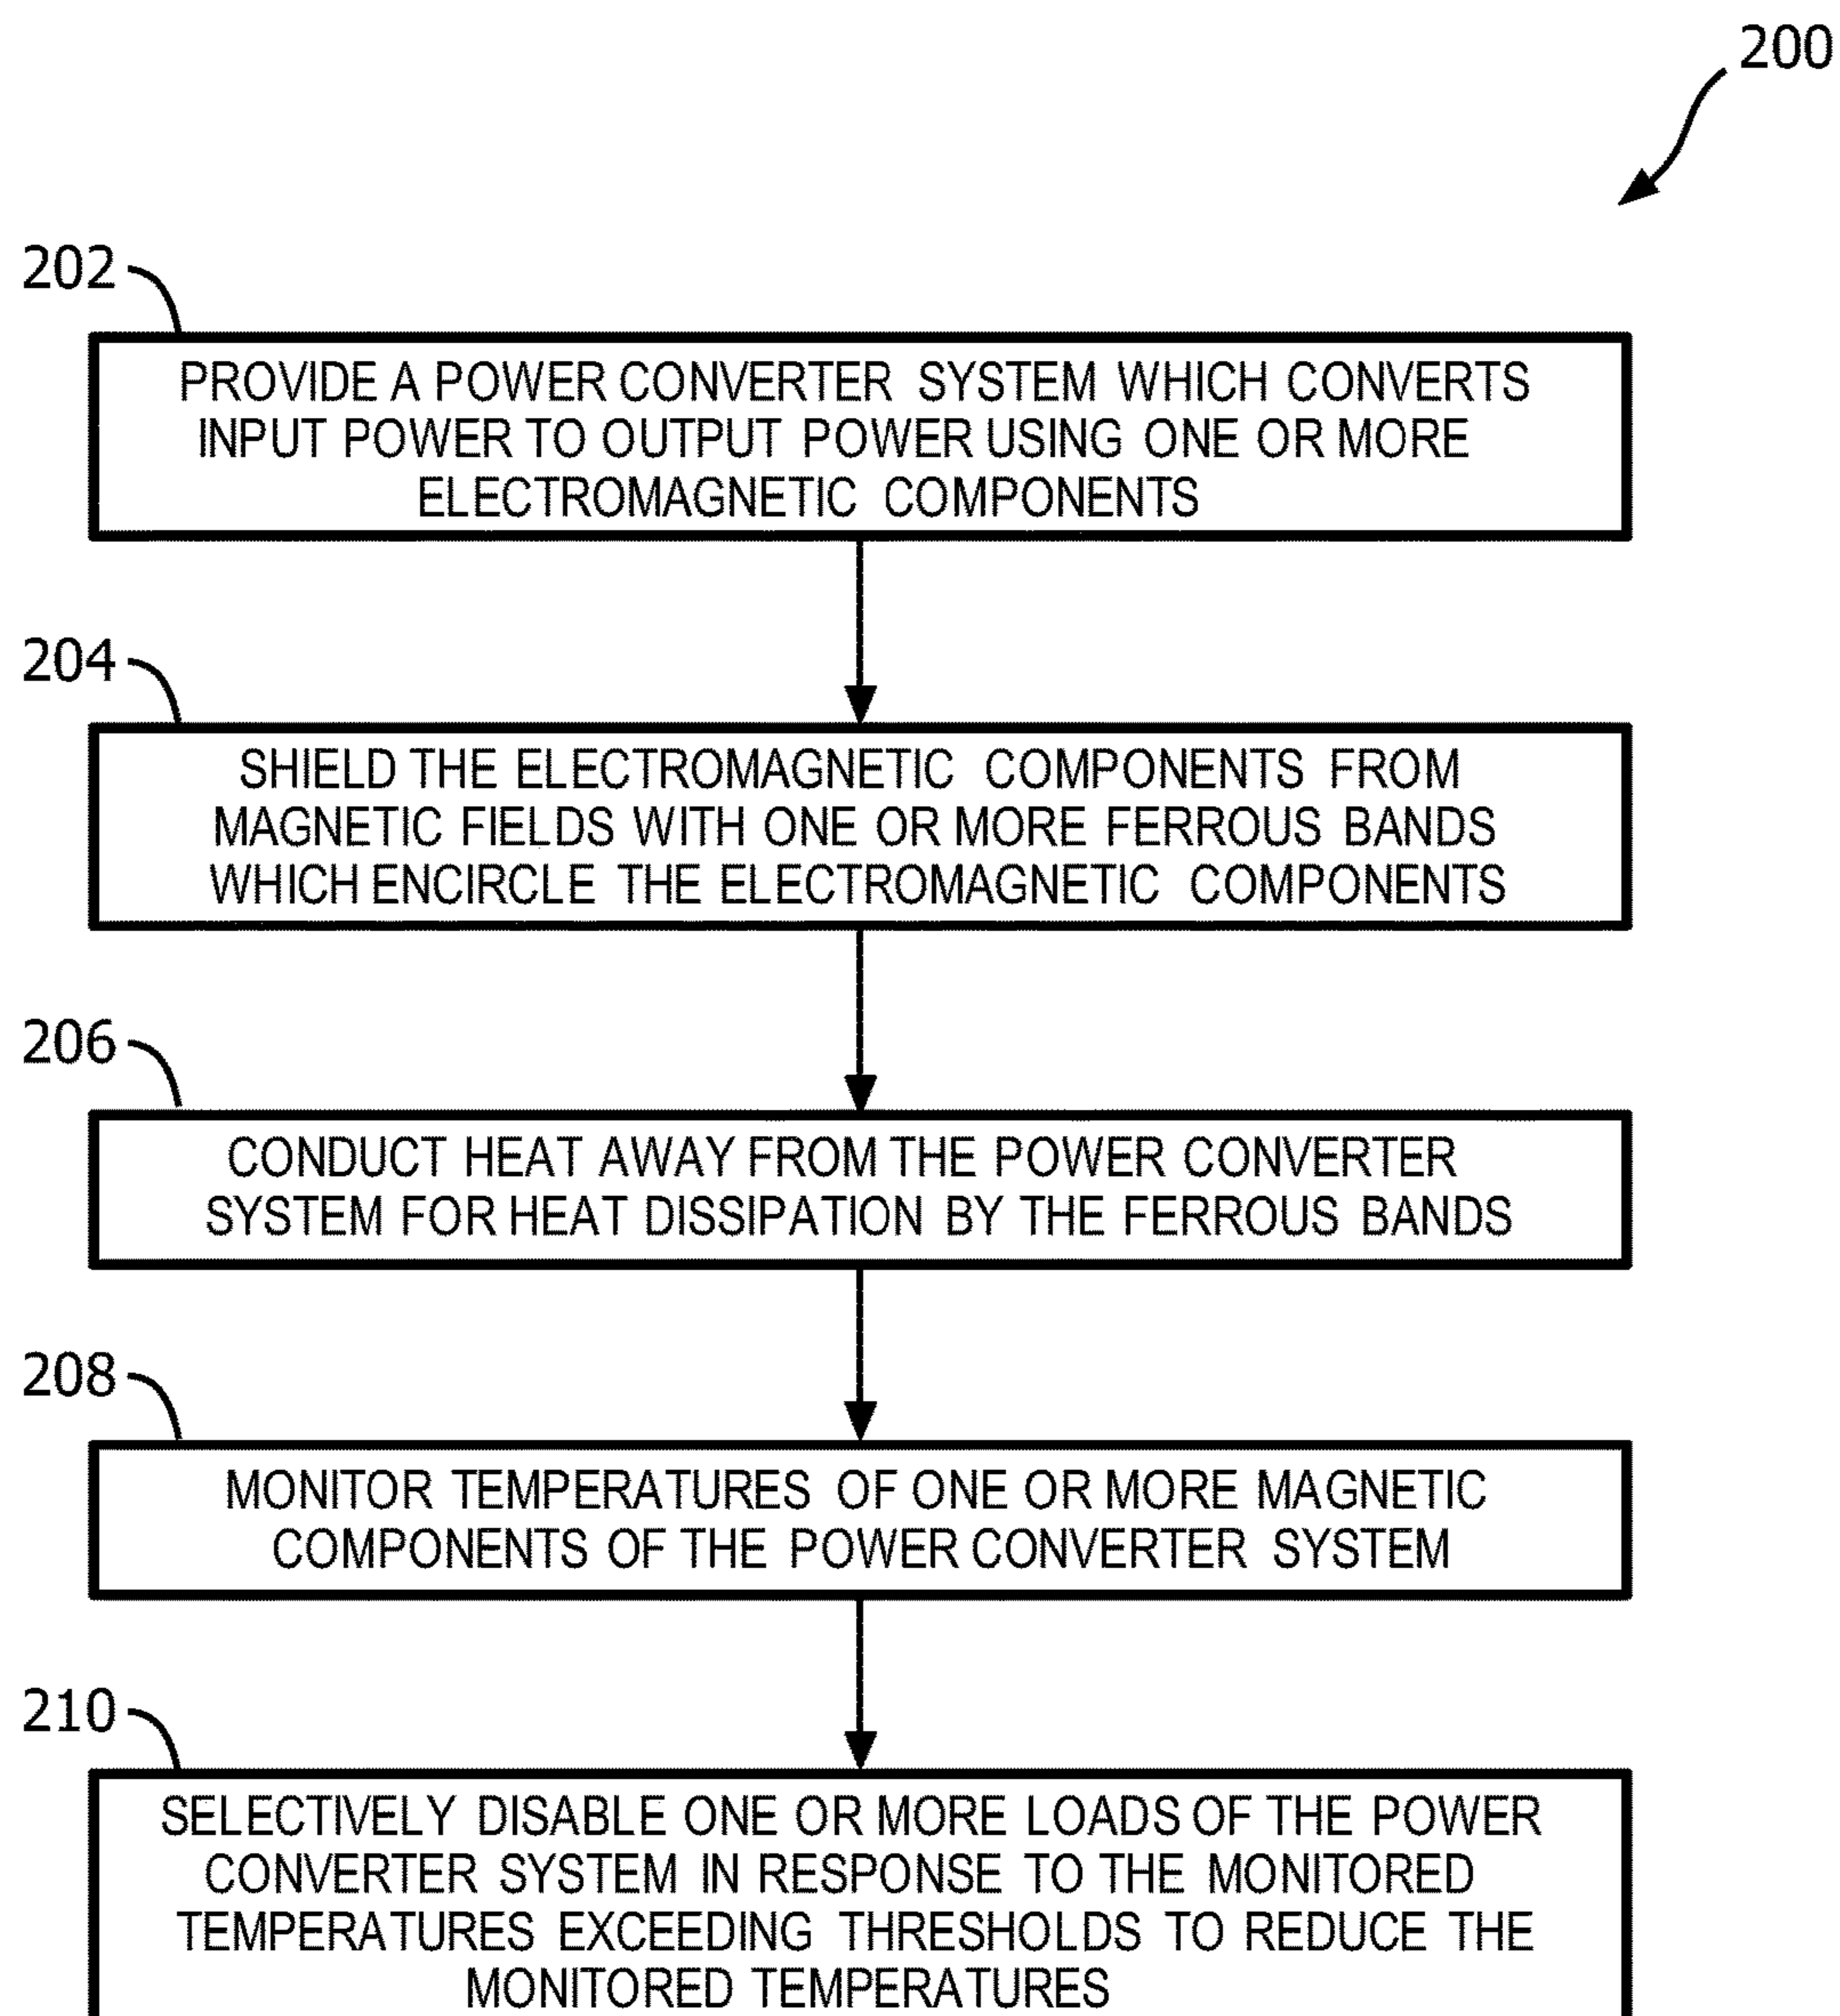 200
202
PROVIDE A POWER CONVERTER SYSTEM WHICH CONVERTS
INPUT POWER TO OUTPUT POWER USING ONE OR MORE
ELECTROMAGNETIC COMPONENTS
204
SHIELD THE ELECTROMAGNETIC COMPONENTS FROM
MAGNETIC FIELDS WITH ONE OR MORE FERROUS BANDS
WHICH ENCIRCLE THE ELECTROMAGNETIC COMPONENTS
206
CONDUCT HEAT AWAY FROM THE POWER CONVERTER
SYSTEM FOR HEAT DISSIPATION BY THE FERROUS BANDS
208
MONITOR TEMPERATURES OF ONE OR MORE MAGNETIC
COMPONENTS OF THE POWER CONVERTER SYSTEM
210
SELECTIVELY DISABLE ONE OR MORE LOADS OF THE POWER
CONVERTER SYSTEM IN RESPONSE TO THE MONITORED
TEMPERATURES EXCEEDING THRESHOLDS TO REDUCE THE
MONITORED TEMPERATURES